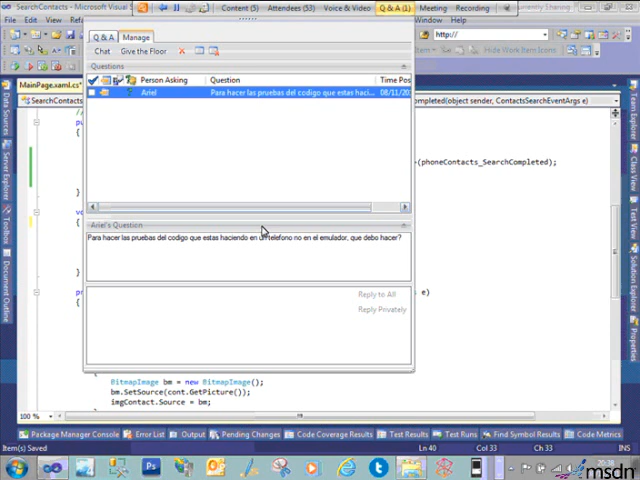 SearchContacts - Microsoft Visual S
Content (5)
Attendees (53)
Voice & Video
Q & A (1)
Meeting
Recording
File
Edit
View
Window
Help
http://
Q & A
Manage
Chat
Give the Floor
Hide Work Item Icons
Questions
Person Asking
Question
Time Pos
Ariel
Para hacer las pruebas del codigo que estas haci...
08/11/20
MainPage.xaml.cs*
SearchContacts
ompleted(object sender, ContactsSearchEventArgs e)
(phoneContacts_SearchCompleted);
Ariel's Question
Para hacer las pruebas del codigo que estas haciendo en un telefono no en el emulador, que debo hacer?
s e)
Reply to All
Reply Privately
{
BitmapImage bm = new BitmapImage();
bm.SetSource(cont.GetPicture());
imgContact.Source = bm;
100 %
Data Sources
Server Explorer
Toolbox
Document Outline
Team Explorer
Class View
Solution Explorer
Properties
Package Manager Console
Error List
Output
Pending Changes
Code Coverage Results
Test Results
Test Runs
Find Symbol Results
Code Metrics
Item(s) Saved
Ln 40
Col 33
Ch 33
INS
20:38
msdn